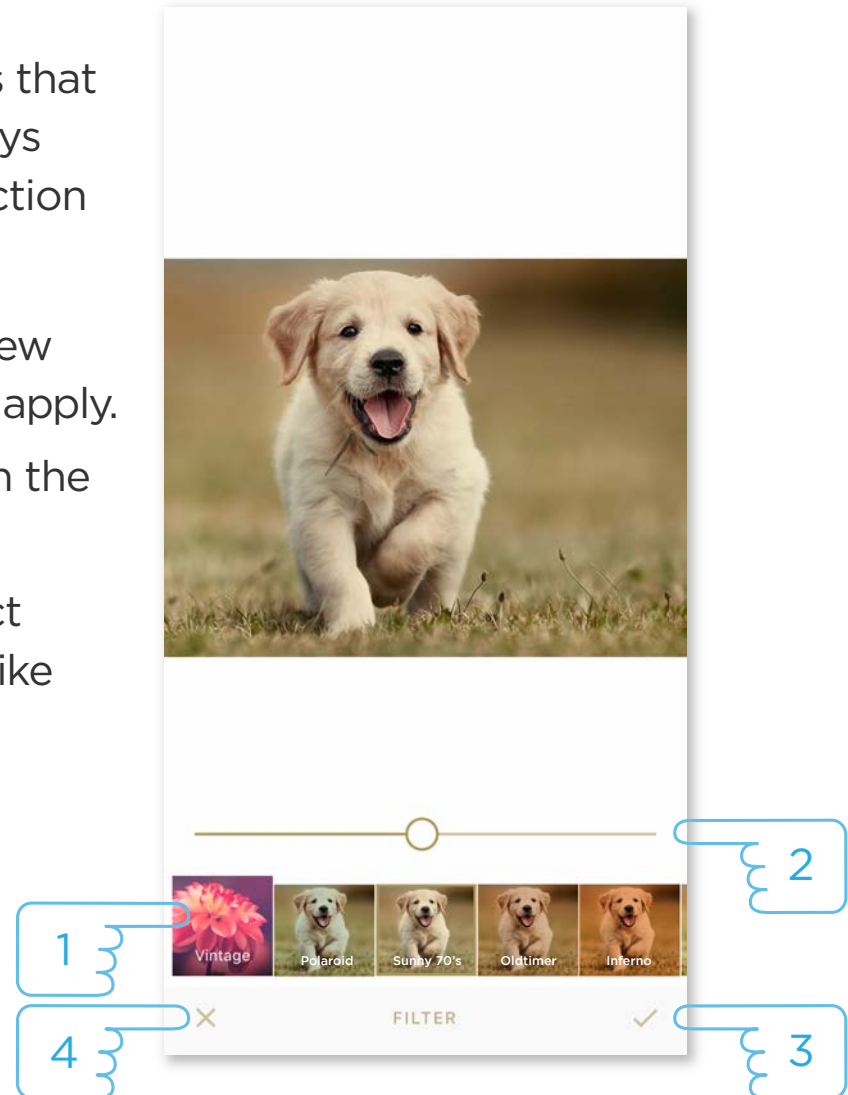 s that
ys
ction
ew
apply.
n the
ct
ike
2
1
Vintage
Polaroid
Sunny 70's
Oldtimer
Inferno
FILTER
4
3